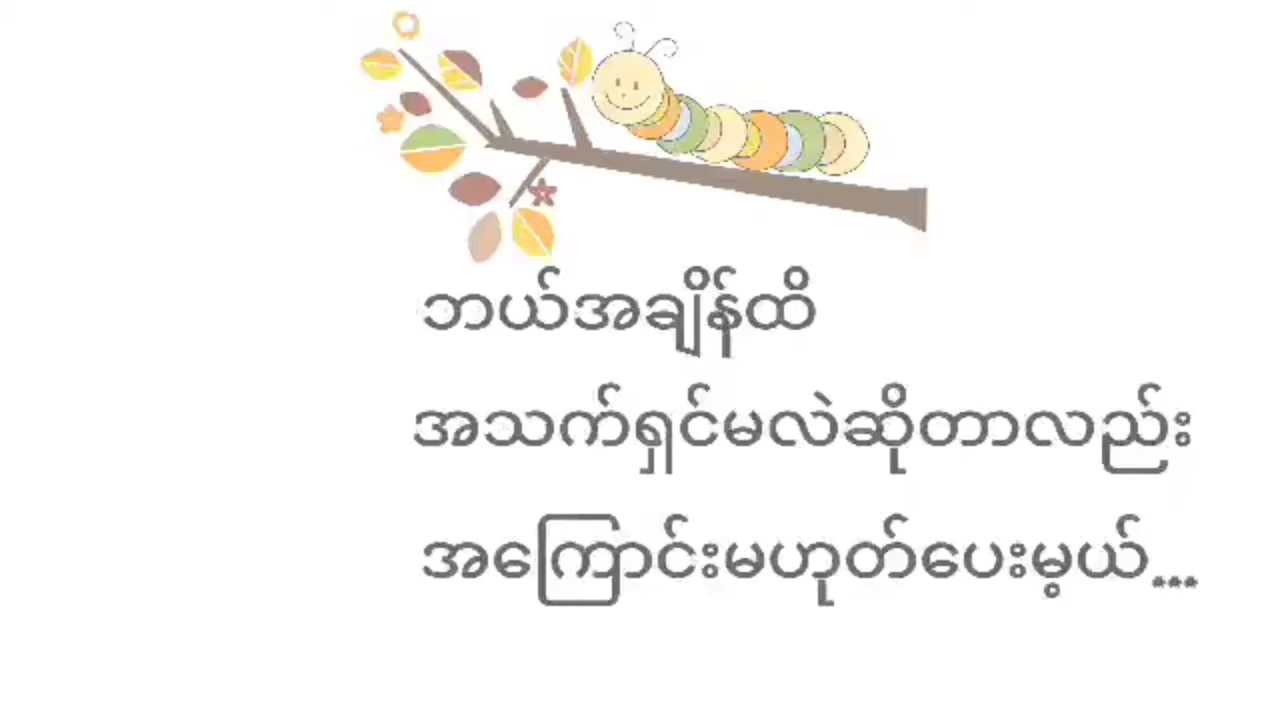 ဘယ်အချိန်ထိ
အသက်ရှင်မလဲဆိုတာလည်း
အကြောင်းမဟုတ်ပေးမဲ့ယ်...